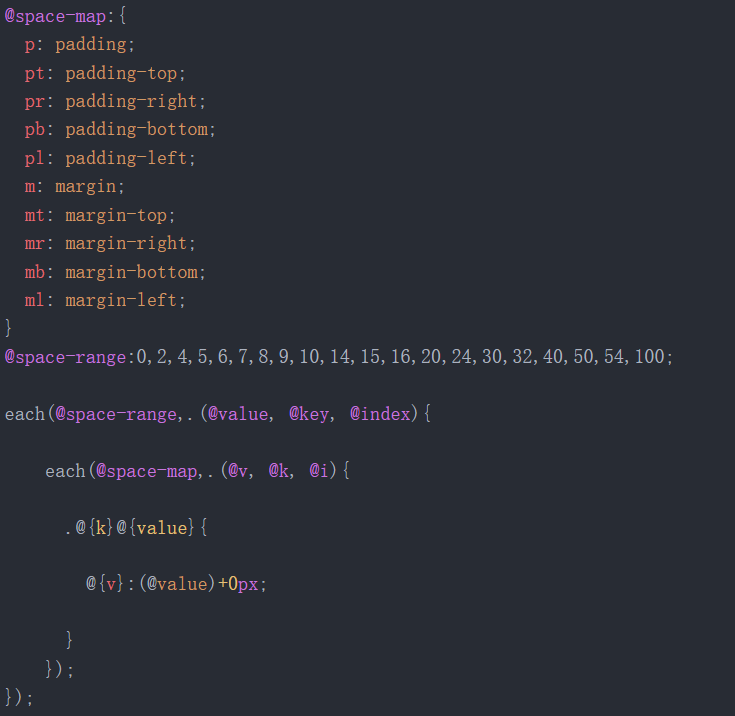 @space-map:{
p: padding;
pt: padding-top;
pr: padding-right;
pb: padding-bottom;
pl: padding-left;
m: margin;
mt: margin-top;
mr: margin-right;
mb: margin-bottom;
ml: margin-left;
}
@space-range:0,2,4,5,6,7,8,9,10,14,15,16,20,24,30,32,40,50,54,100;
each(@space-range,.(@value, @key, @index){
each(@space-map,.(@v, @k, @i){
.@{k}@{value}{
@{v}:(@value)+0px;
}
});
});